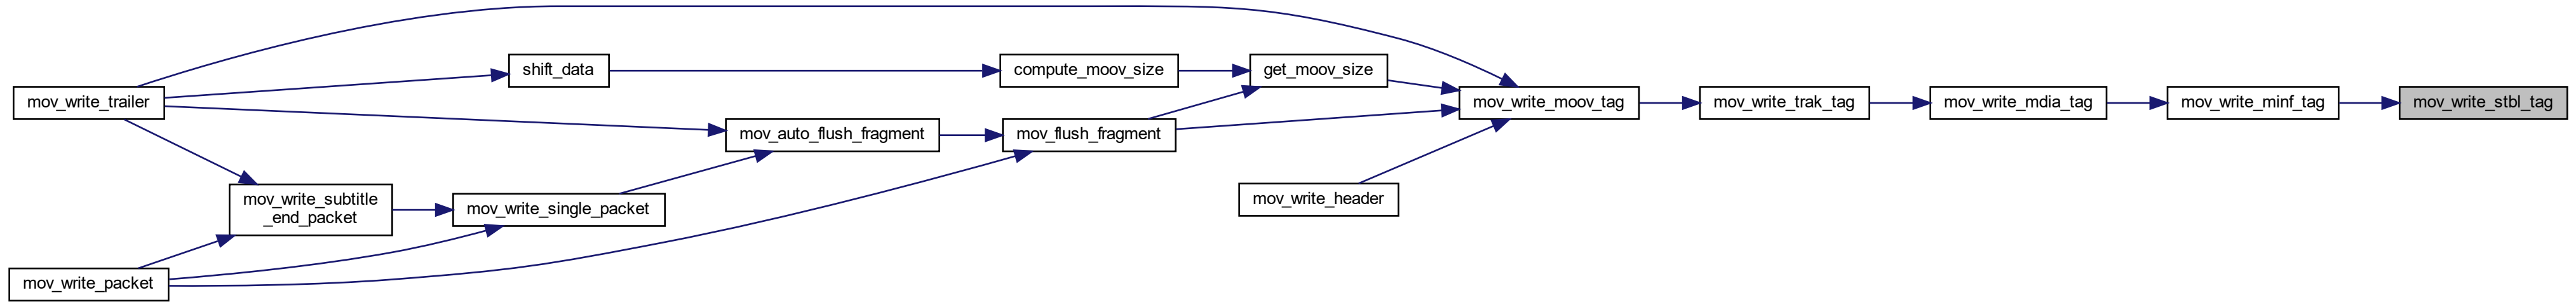 mov_write_trailer
shift_data
compute_moov_size
get_moov_size
mov_write_moov_tag
mov_write_trak_tag
mov_write_mdia_tag
mov_write_minf_tag
mov_write_stbl_tag
mov_auto_flush_fragment
mov_flush_fragment
mov_write_subtitle
_end_packet
mov_write_single_packet
mov_write_header
mov_write_packet